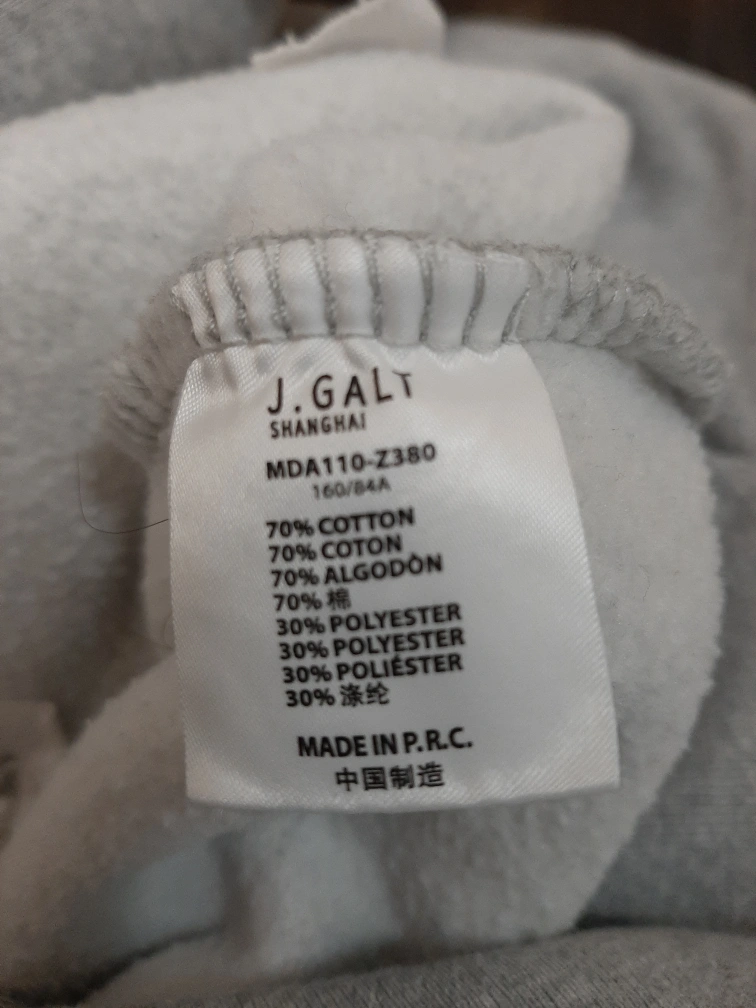 J.GALT
SHANGHAI
MDA110-Z380
160/84A
70% COTTON
70% COTON
70% ALGODÒN
70% 棉
30% POLYESTER
30% POLYESTER
30% POLIÉSTER
30% 涤纶
MADE IN P.R.C.
中国制造